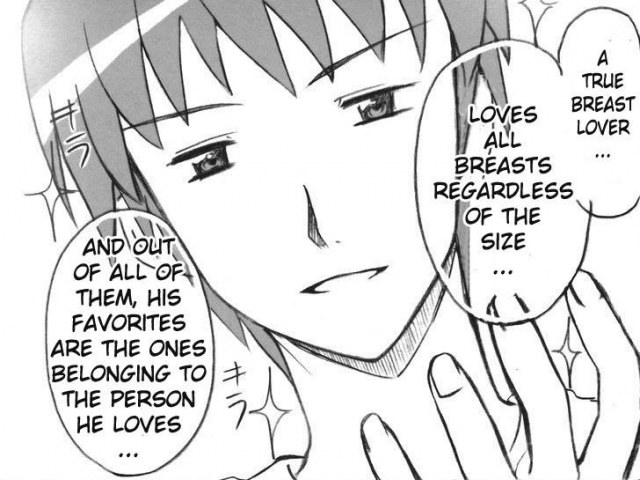 A
TRUE
BREAST
LOVER
...
LOVES
ALL
BREASTS
REGARDLESS
OF THE
SIZE
...
キラ
AND OUT
OF ALL OF
THEM, HIS
FAVORITES
ARE THE ONES
BELONGING TO
THE PERSON
HE LOVES
...
キラ